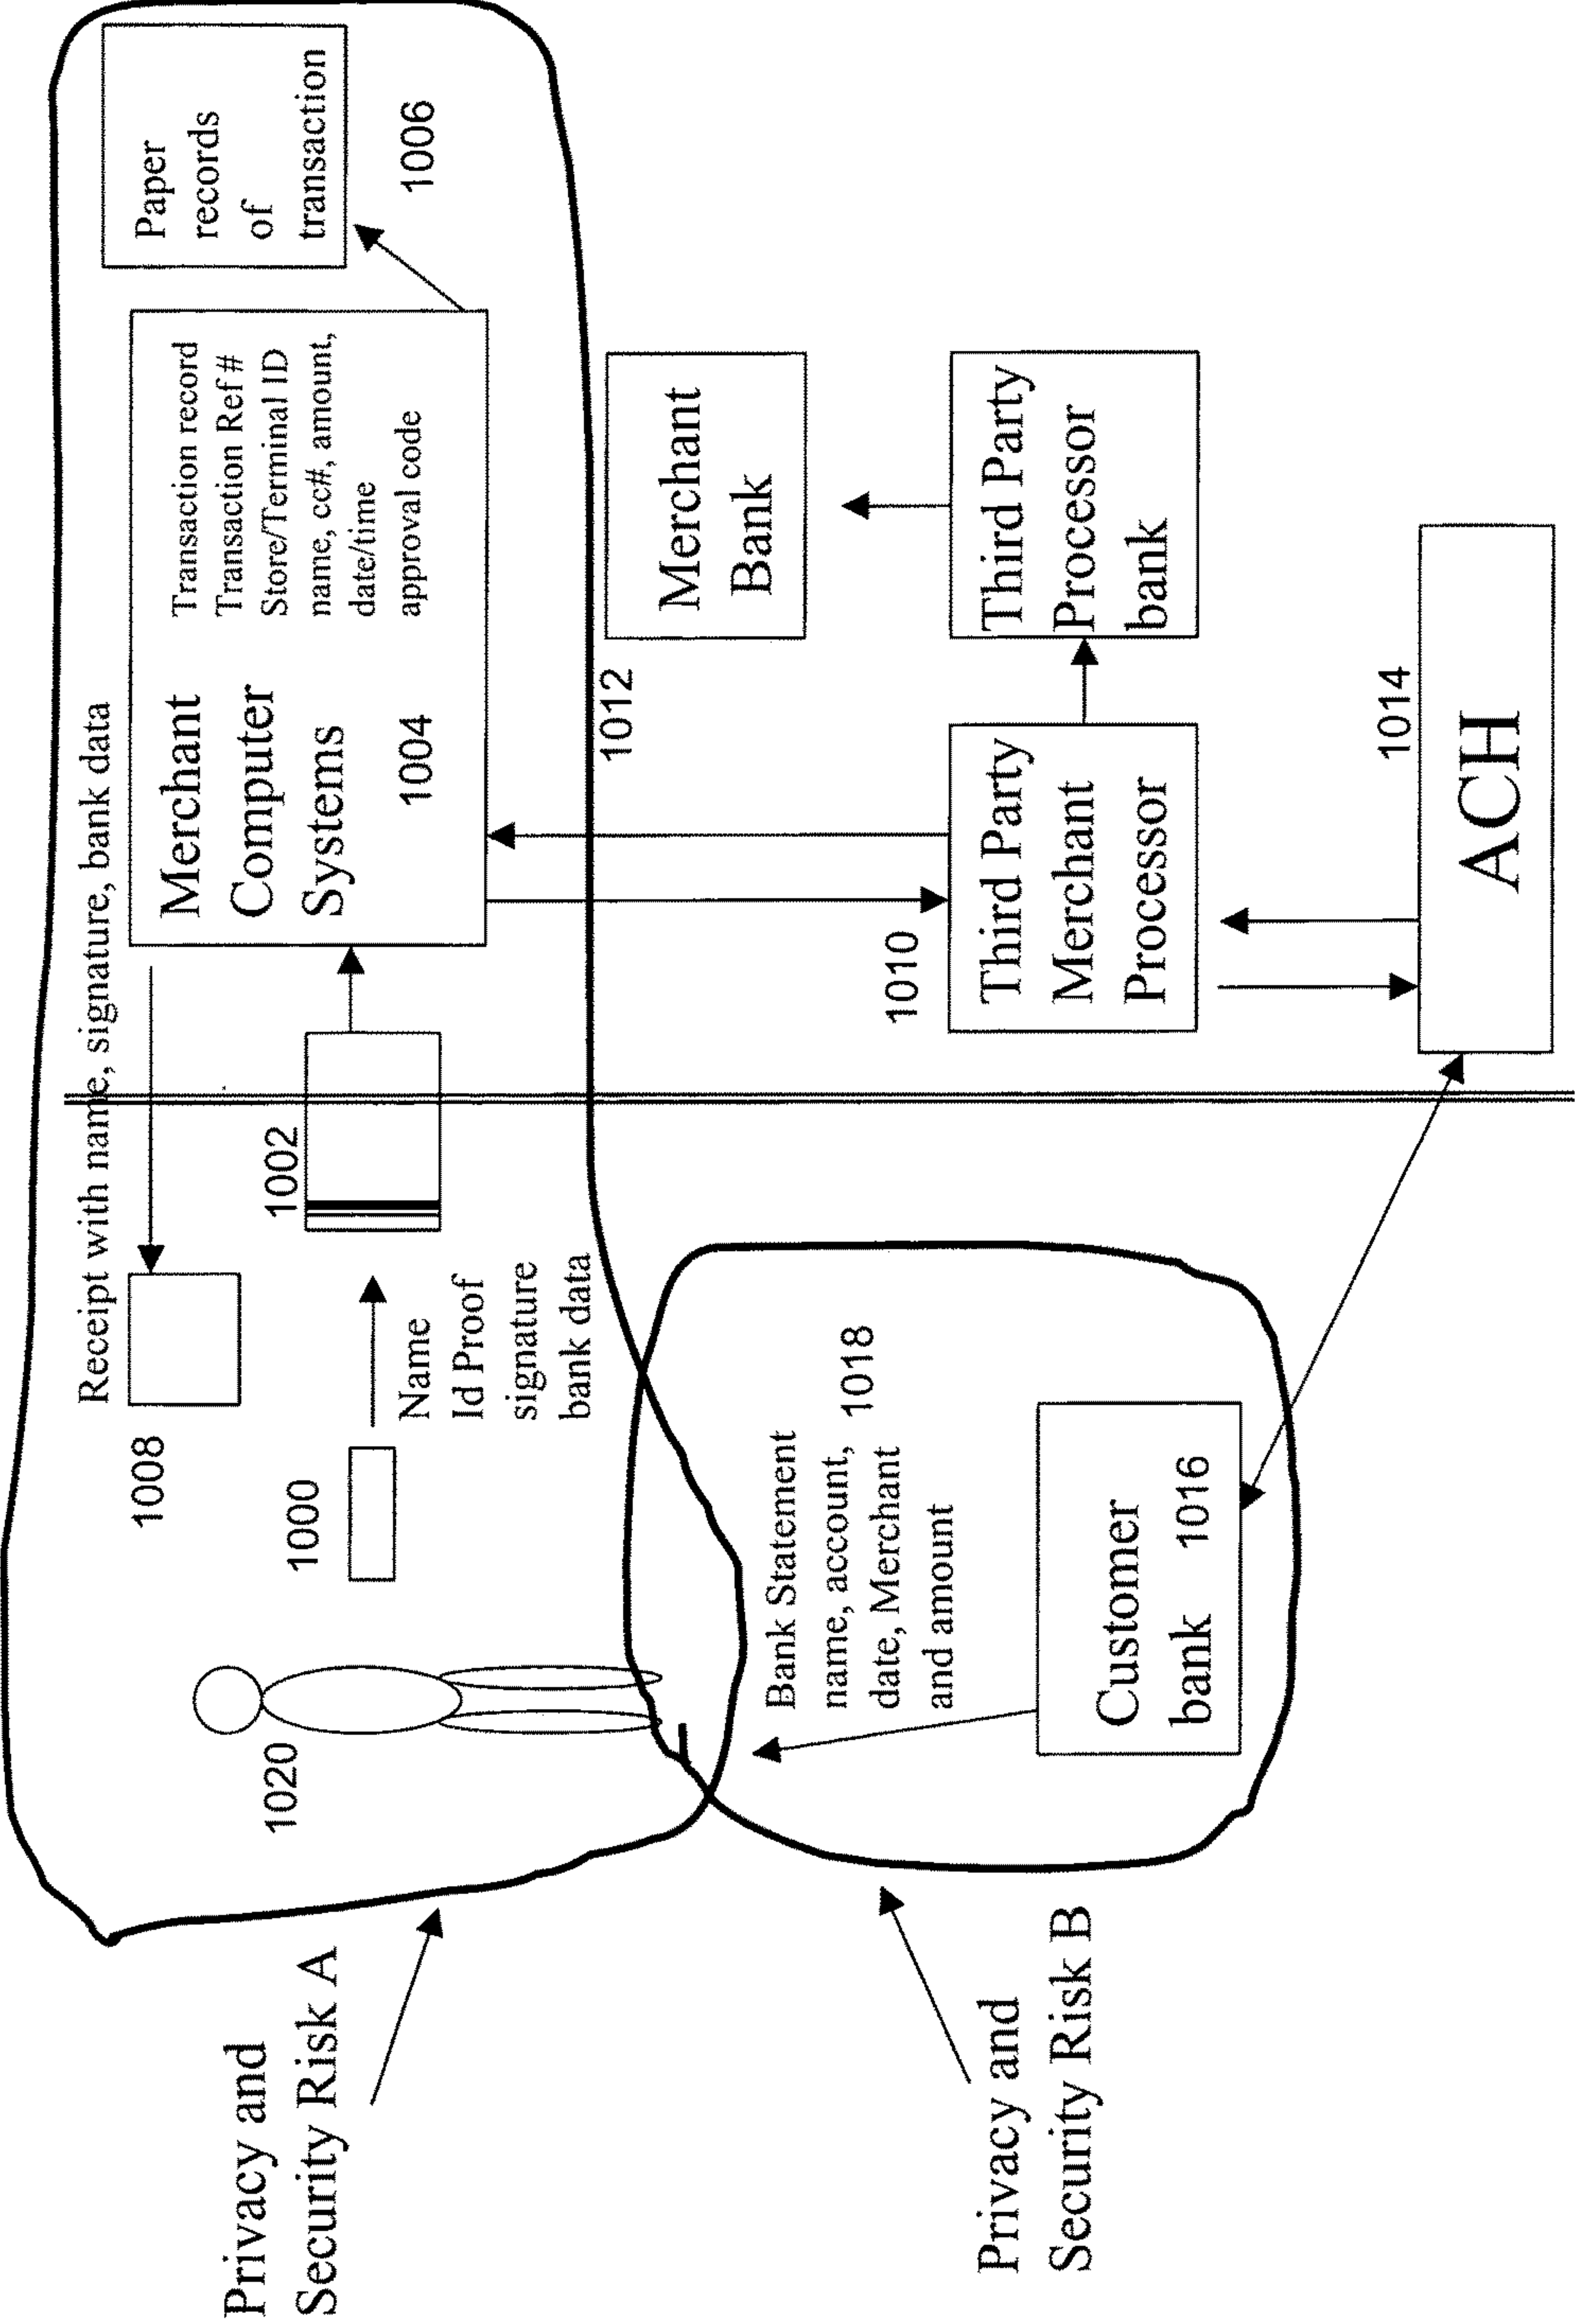 Receipt with name, signature, bank data
Privacy and
Security Risk A
1020
1008
1000
Name
Id Proof
signature
bank data
1002
Merchant
Computer
Systems
1004
Transaction record
Transaction Ref #
Store/Terminal ID
name, cc#, amount,
date/time
approval code
Paper
records
of
transaction
1006
1012
Merchant
Bank
Privacy and
Security Risk B
Bank Statement
name, account,
date, Merchant
and amount
1018
Customer
bank
1016
1010
Third Party
Merchant
Processor
Third Party
Processor
bank
1014
ACH